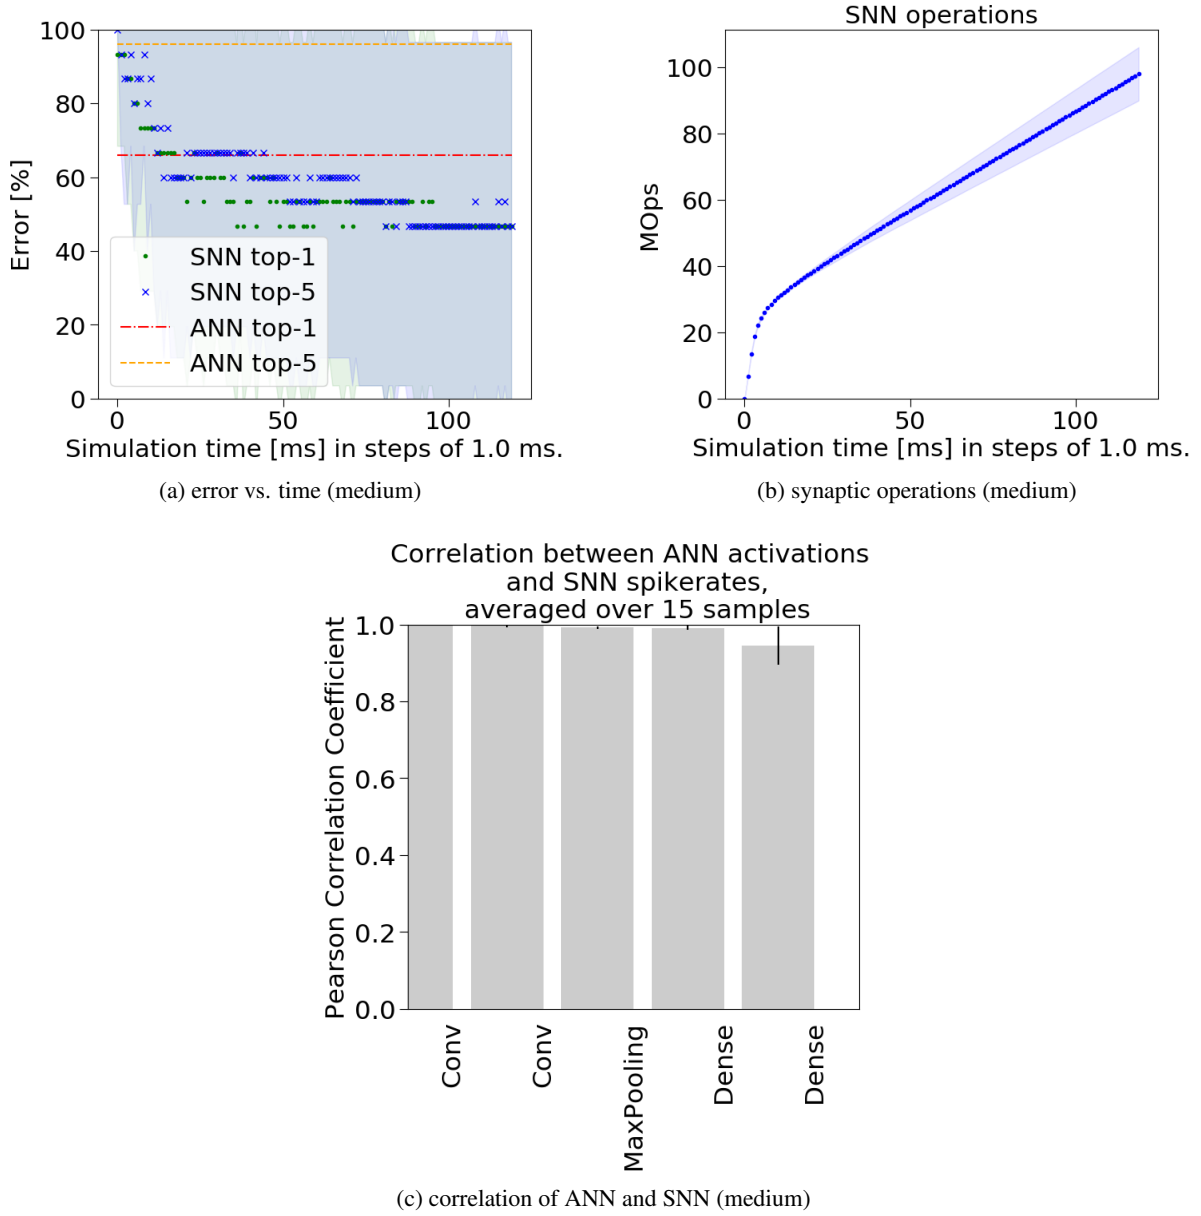 100
80
60
40
20
0
Error [%]
SNN top-1
SNN top-5
ANN top-1
ANN top-5
0
50
100
Simulation time [ms] in steps of 1.0 ms.
(a) error vs. time (medium)
SNN operations
100
80
60
40
20
0
MOps
0
50
100
Simulation time [ms] in steps of 1.0 ms.
(b) synaptic operations (medium)
Correlation between ANN activations
and SNN spikerates,
averaged over 15 samples
1.0
0.8
0.6
0.4
0.2
0.0
Pearson Correlation Coefficient
Conv
Conv
MaxPooling
Dense
Dense
(c) correlation of ANN and SNN (medium)